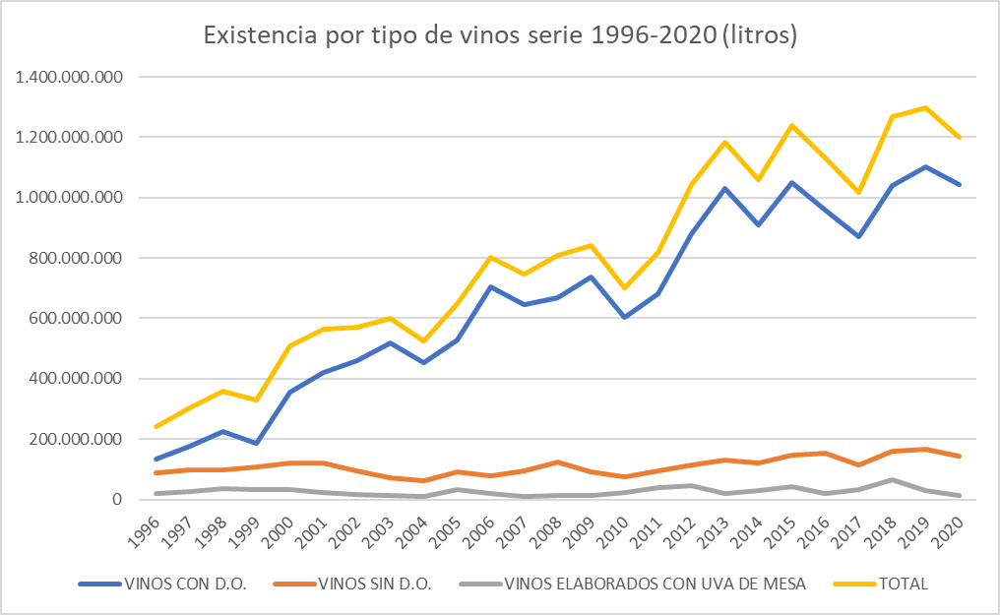 Existencia por tipo de vinos serie 1996-2020 (litros)
1.400.000.000
1.200.000.000
1.000.000.000
800.000.000
600.000.000
400.000.000
200.000.000
0
1996 1997 1998 1999 2000 2001 2002 2003 2004 2005 2006 2007 2008 2009 2010 2011 2012 2013 2014 2015 2016 2017 2018 2019 2020
VINOS CON D.O. VINOS SIN D.O. VINOS ELABORADOS CON UVA DE MESA TOTAL